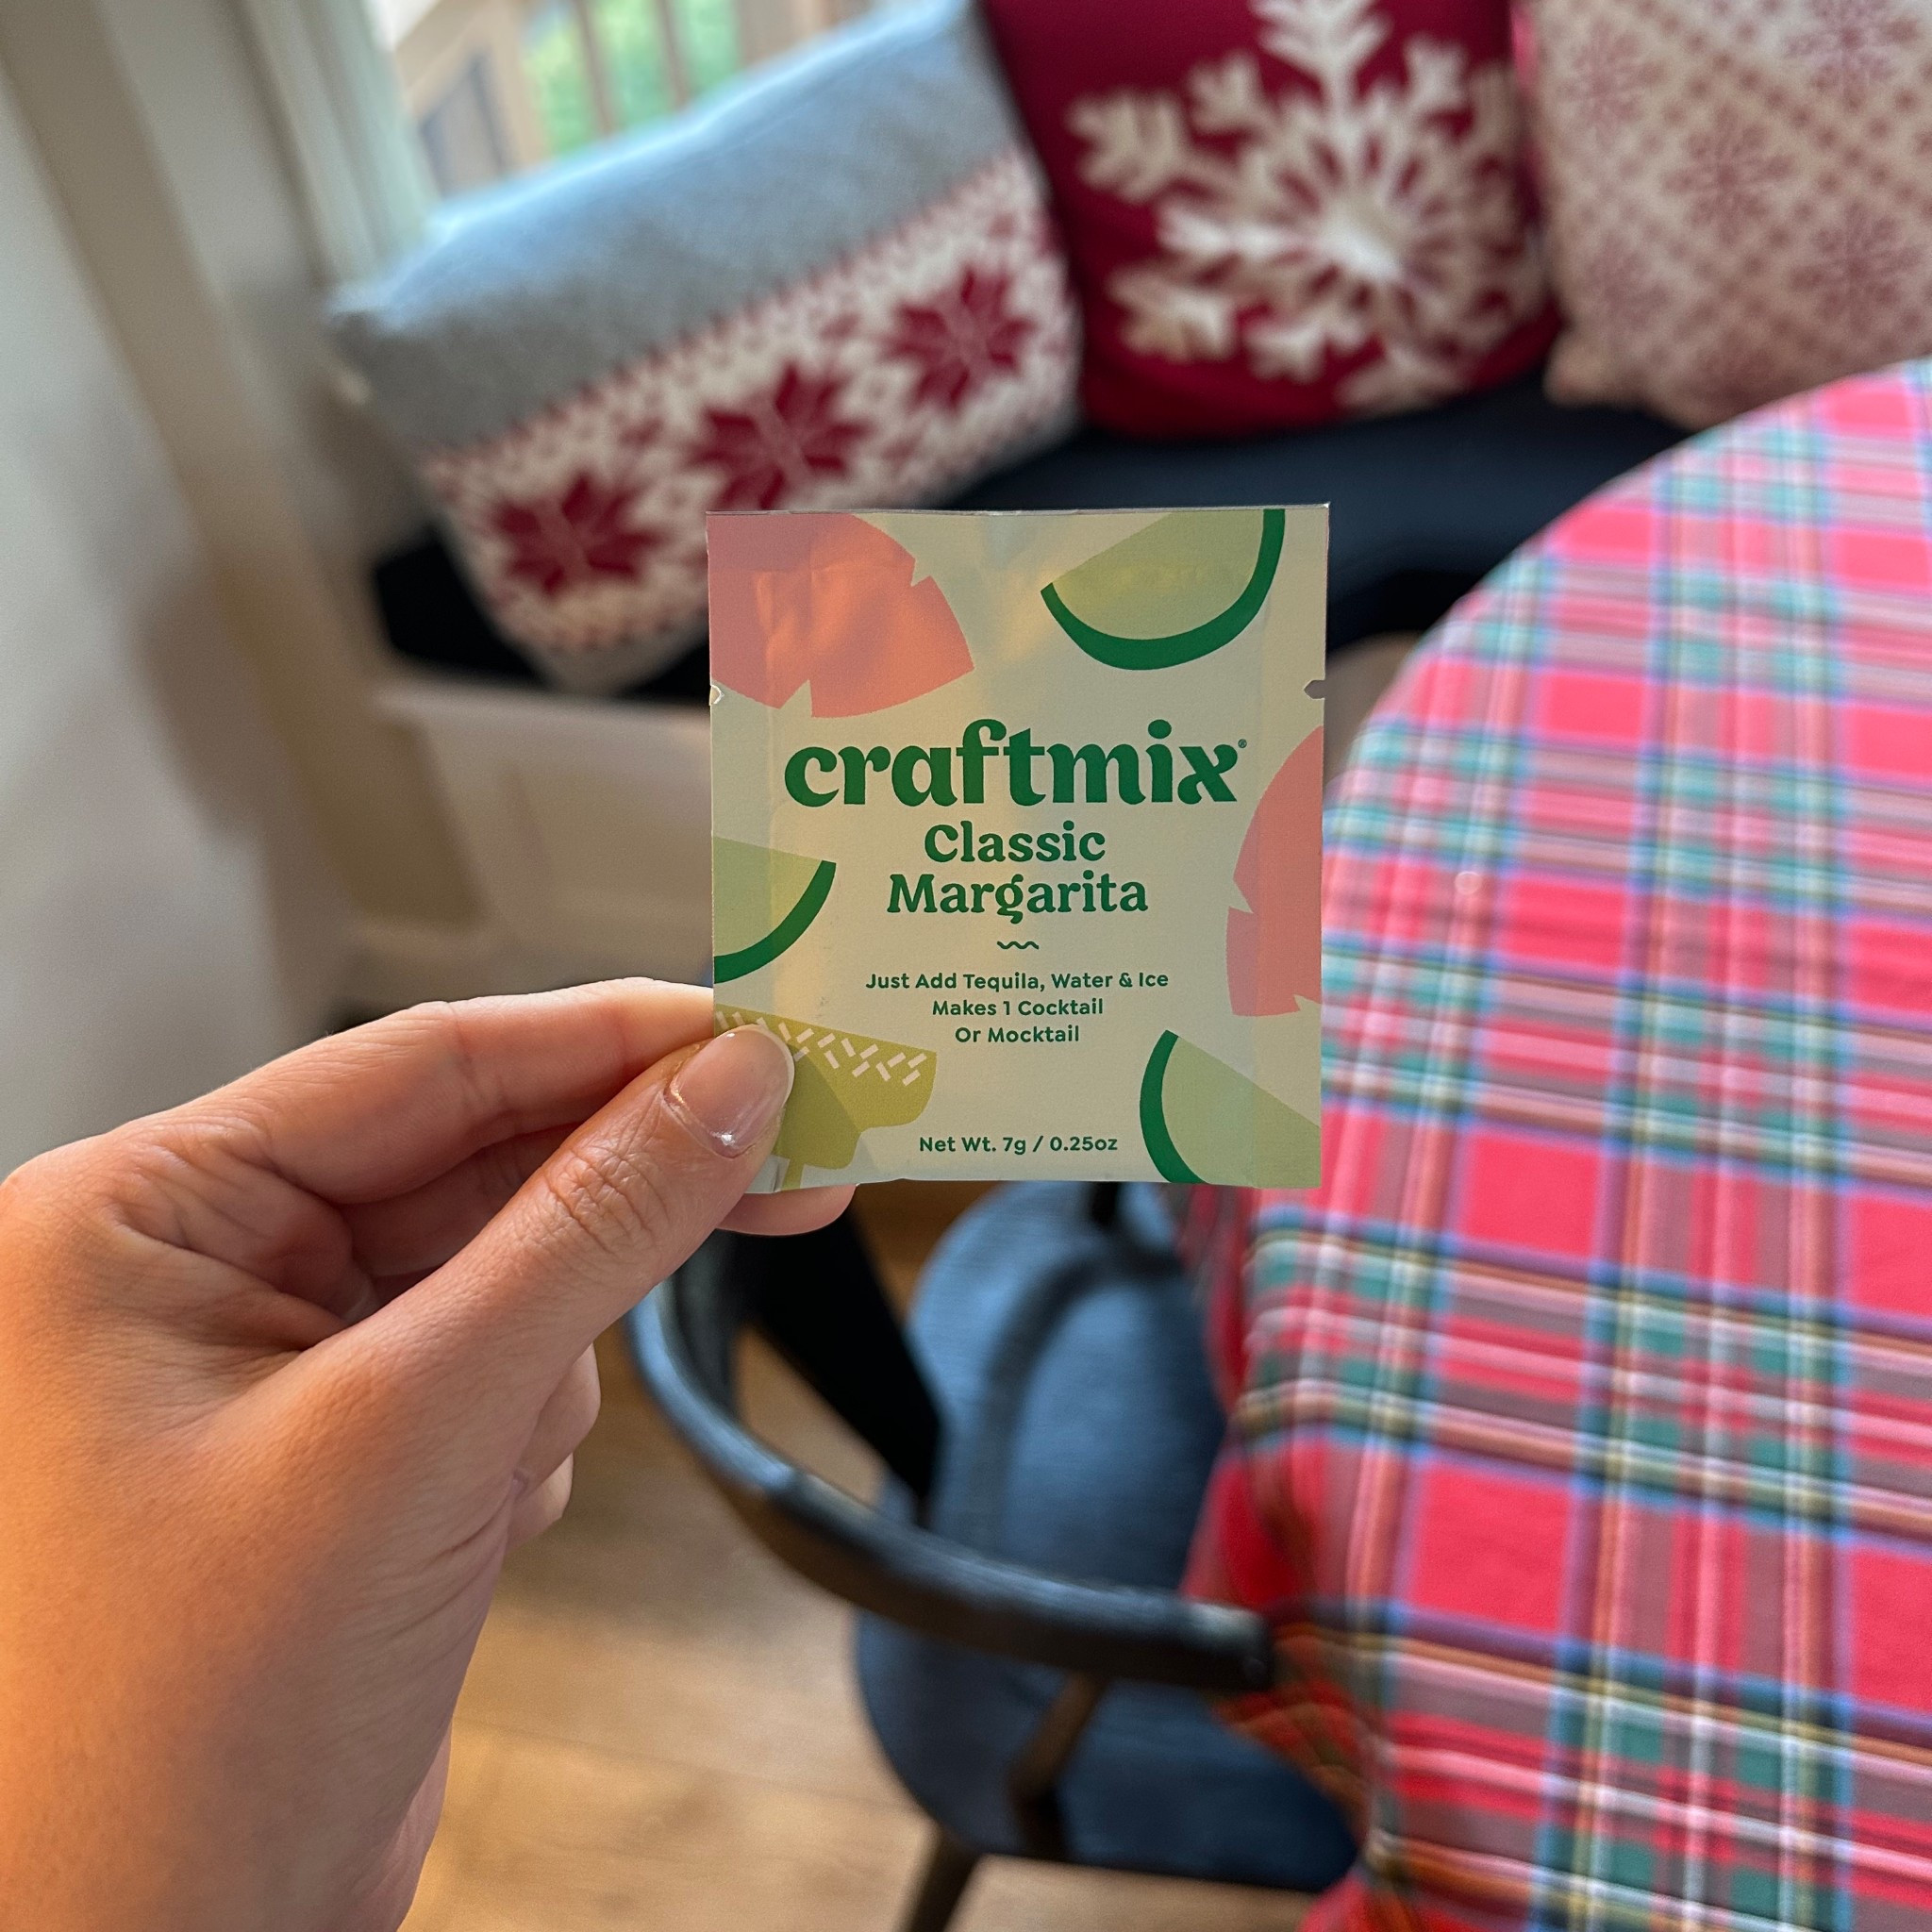 craftmix®
Classic
Margarita
Just Add Tequila, Water & Ice
Makes 1 Cocktail
Or Mocktail
Net Wt. 7g / 0.25oz